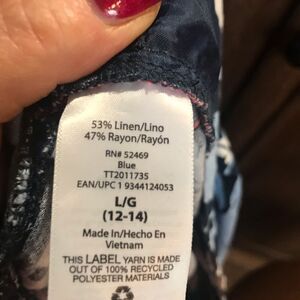 53% Linen/Lino
47% Rayon/Rayón
RN# 52469
Blue
TT2011735
EAN/UPC 1 9344124053
L/G
(12-14)
Made In/Hecho En
Vietnam
THIS LABEL YARN IS MADE
OUT OF 100% RECYCLED
POLYESTER MATERIALS